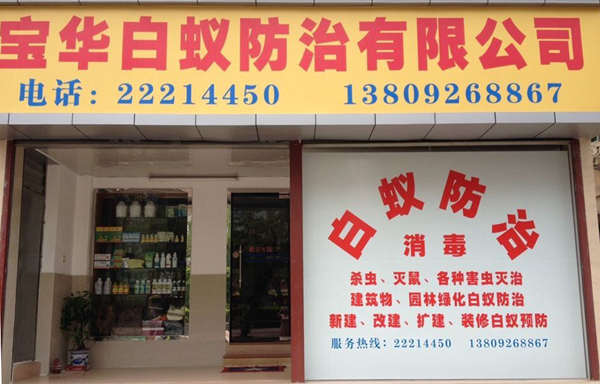 宝华白蚁防治有限公司
电话：22214450 13809268867
白蚁防治
消毒
杀虫、灭鼠、各种害虫灭治
建筑物、园林绿化白蚁防治
新建、改建、扩建、装修白蚁预防
服务热线：22214450 13809268867